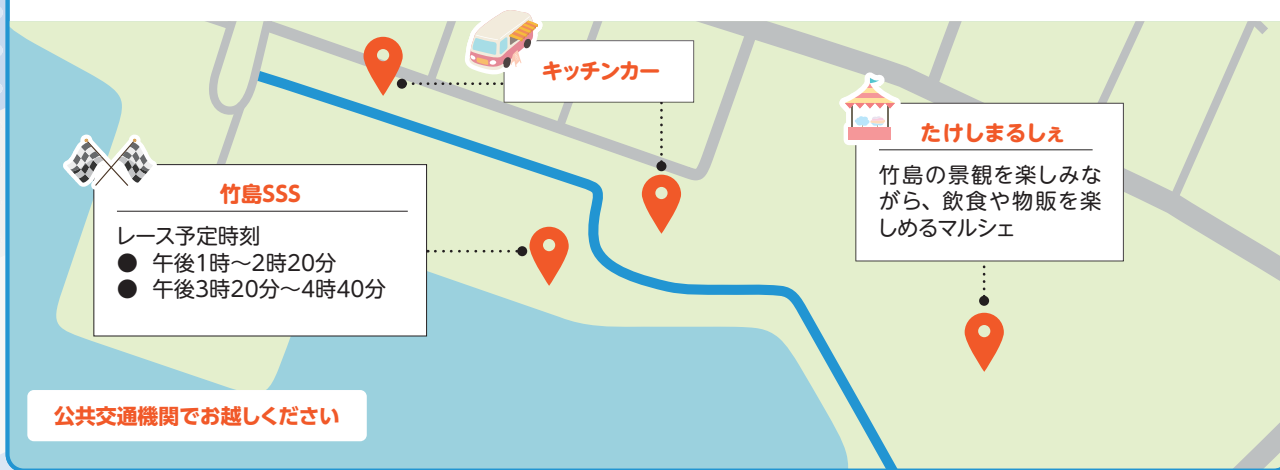 キッチンカー
たけしまるしぇ
竹島の景観を楽しみな
がら、飲食や物販を楽
しめるマルシェ
竹島SSS
レース予定時刻
● 午後1時～2時20分
● 午後3時20分～4時40分
公共交通機関でお越しください